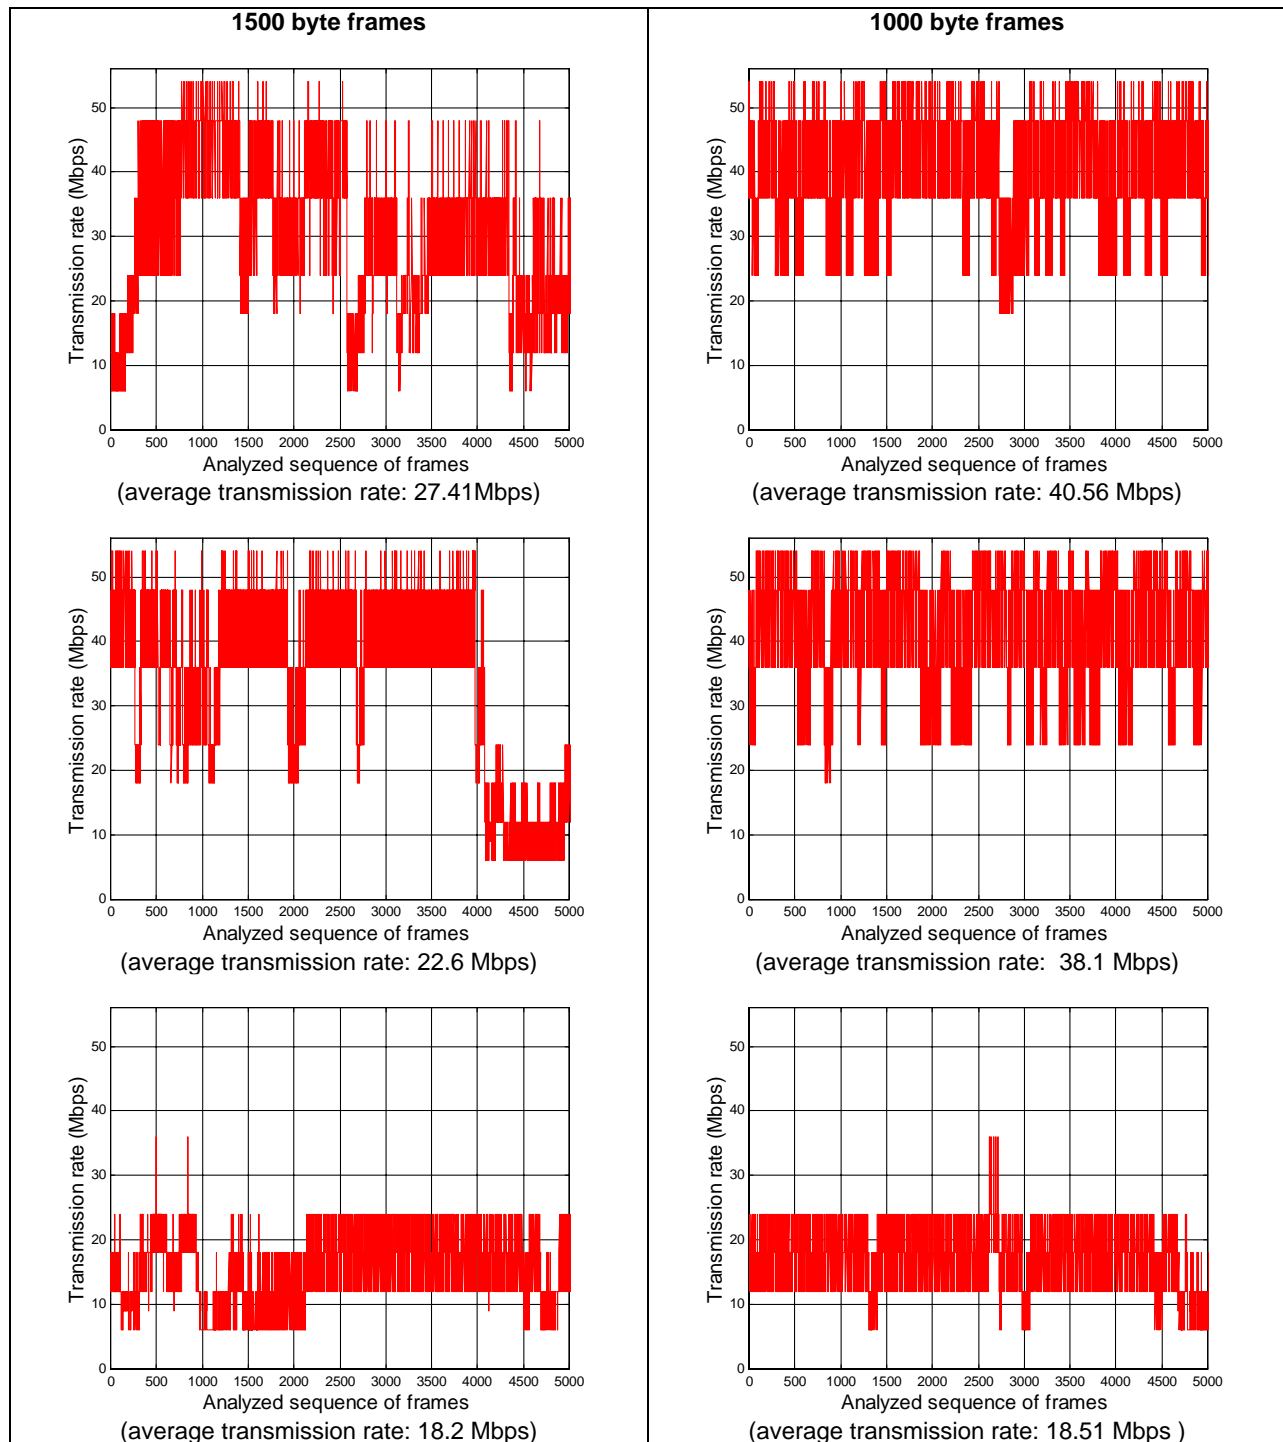 1500 byte frames
50
40
30
20
10
0
Transmission rate (Mbps)
0 500 1000 1500 2000 2500 3000 3500 4000 4500 5000
Analyzed sequence of frames
(average transmission rate: 27.41Mbps)
50
40
30
20
10
0
Transmission rate (Mbps)
0 500 1000 1500 2000 2500 3000 3500 4000 4500 5000
Analyzed sequence of frames
(average transmission rate: 22.6 Mbps)
50
40
30
20
10
0
Transmission rate (Mbps)
0 500 1000 1500 2000 2500 3000 3500 4000 4500 5000
Analyzed sequence of frames
(average transmission rate: 18.2 Mbps)
1000 byte frames
50
40
30
20
10
0
Transmission rate (Mbps)
0 500 1000 1500 2000 2500 3000 3500 4000 4500 5000
Analyzed sequence of frames
(average transmission rate: 40.56 Mbps)
50
40
30
20
10
0
Transmission rate (Mbps)
0 500 1000 1500 2000 2500 3000 3500 4000 4500 5000
Analyzed sequence of frames
(average transmission rate: 38.1 Mbps)
50
40
30
20
10
0
Transmission rate (Mbps)
0 500 1000 1500 2000 2500 3000 3500 4000 4500 5000
Analyzed sequence of frames
(average transmission rate: 18.51 Mbps )